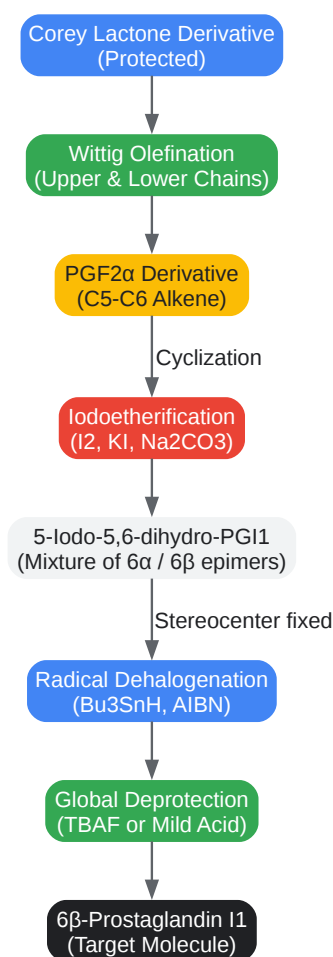 Corey Lactone Derivative
(Protected)
Wittig Olefination
(Upper & Lower Chains)
PGF2α Derivative
(C5-C6 Alkene)
Cyclization
Iodoetherification
(I2, KI, Na2CO3)
5-Iodo-5,6-dihydro-PGI1
(Mixture of 6α / 6β epimers)
Stereocenter fixed
Radical Dehalogenation
(Bu3SnH, AIBN)
Global Deprotection
(TBAF or Mild Acid)
6β-Prostaglandin I1
(Target Molecule)